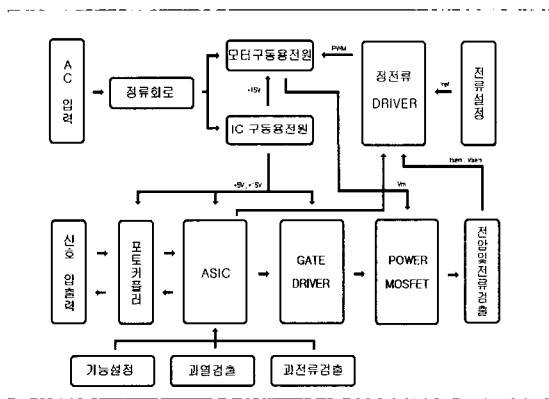 AC 입력
정류회로
모터구동용전원
PWM
정전류
DRIVER
Vref
전류설정
+15V
IC 구동용전원
+5V, +15V
Vm
Isen, Vsen
신호 입출력
포토커플러
ASIC
GATE
DRIVER
POWER
MOSFET
전압및전류검출
기능설정
과열검출
과전류검출